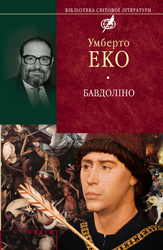 БІБЛІОТЕКА СВІТОВОЇ ЛІТЕРАТУРИ
Умберто
ЕКО
БАВДОЛІНО